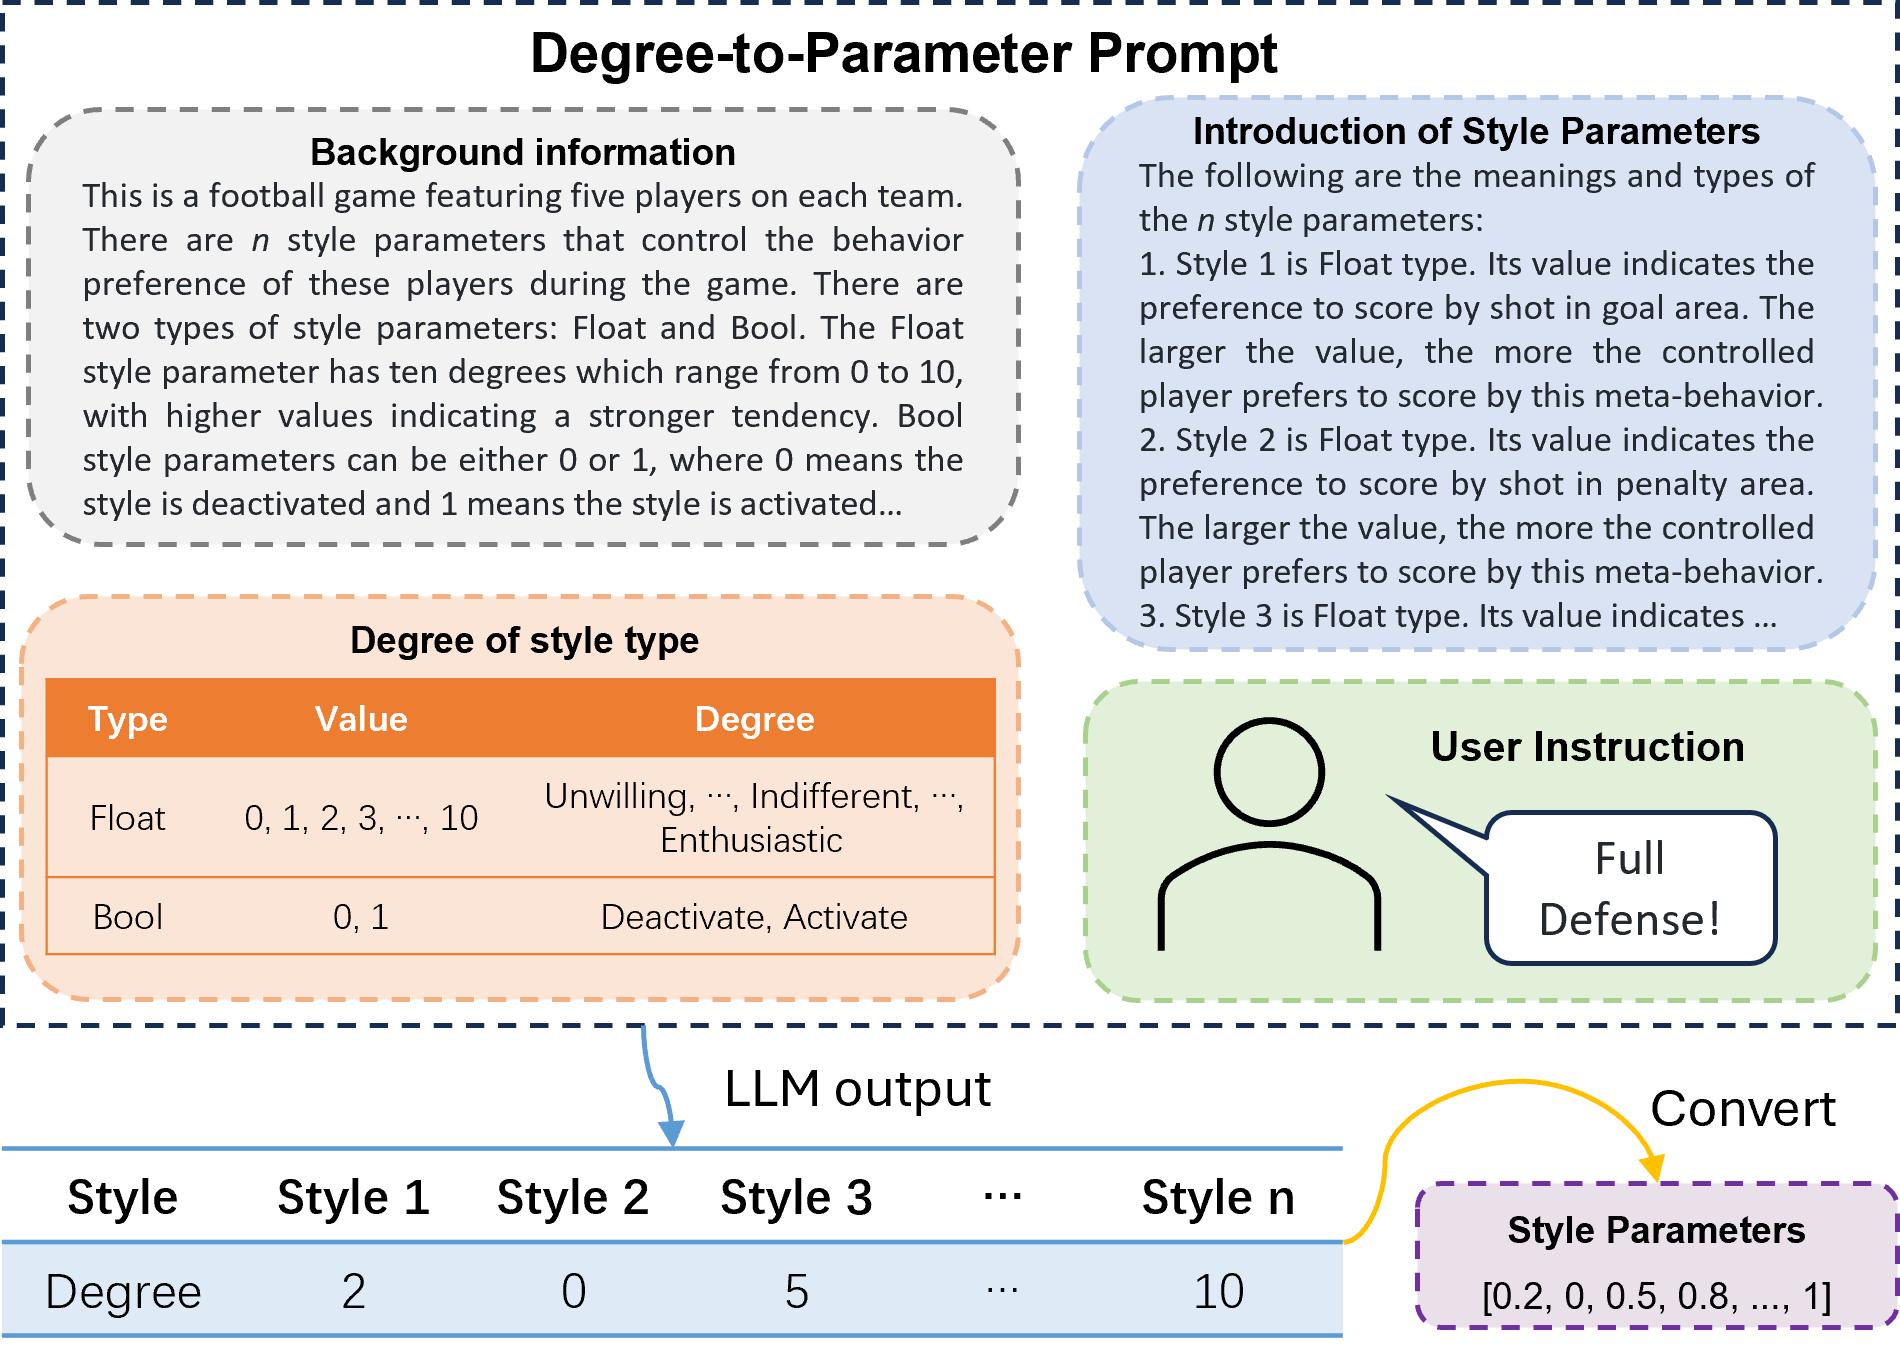 Degree-to-Parameter Prompt
Background information
This is a football game featuring five players on each team.
There are n style parameters that control the behavior
preference of these players during the game. There are
two types of style parameters: Float and Bool. The Float
style parameter has ten degrees which range from 0 to 10,
with higher values indicating a stronger tendency. Bool
style parameters can be either 0 or 1, where 0 means the
style is deactivated and 1 means the style is activated…
Introduction of Style Parameters
The following are the meanings and types of
the n style parameters:
1. Style 1 is Float type. Its value indicates the
preference to score by shot in goal area. The
larger the value, the more the controlled
player prefers to score by this meta-behavior.
2. Style 2 is Float type. Its value indicates the
preference to score by shot in penalty area.
The larger the value, the more the controlled
player prefers to score by this meta-behavior.
3. Style 3 is Float type. Its value indicates ...
Degree of style type
Type Value Degree
Float 0, 1, 2, 3, ···, 10 Unwilling, ···, Indifferent, ···,
Enthusiastic
Bool 0, 1 Deactivate, Activate
User Instruction
Full
Defense!
LLM output
Convert
Style Style 1 Style 2 Style 3 ··· Style n
Degree 2 0 5 ··· 10
Style Parameters
[0.2, 0, 0.5, 0.8, ..., 1]